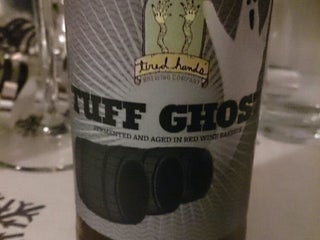 tired hands
BREWING COMPANY
TUFF GHOST
FERMENTED AND AGED IN RED WINE BARRELS